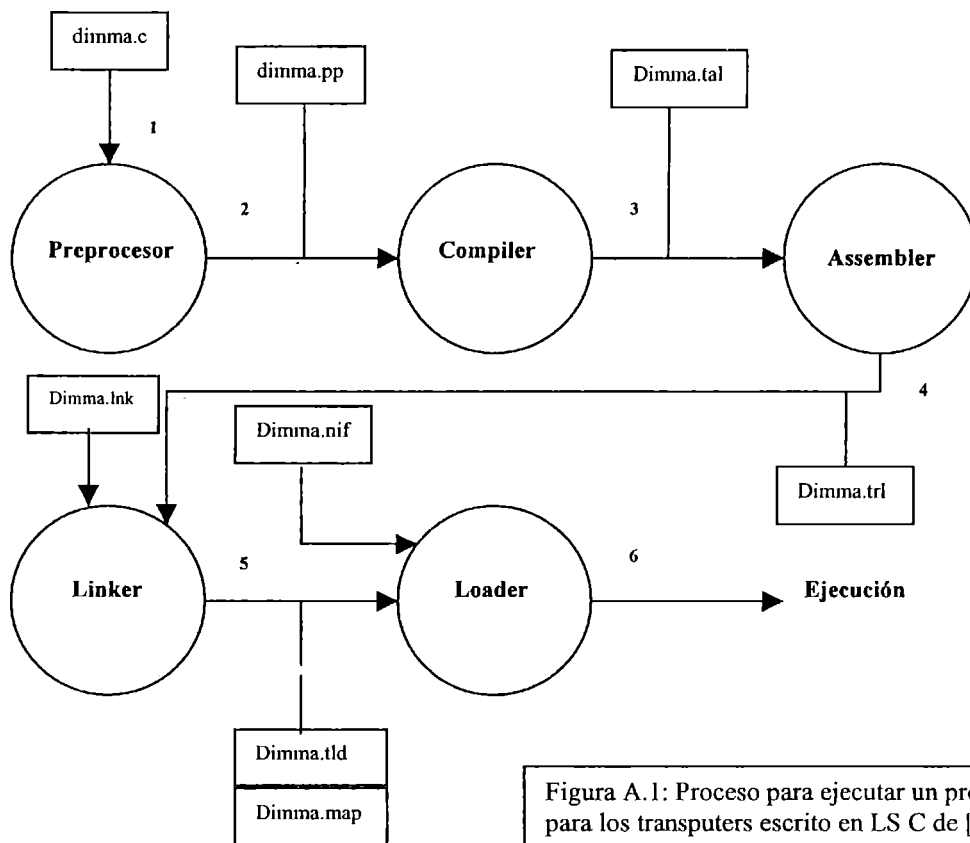 dimma.c
dimma.pp
Dimma.tal
1
2
3
Preprocesor
Compiler
Assembler
4
Dimma.lnk
Dimma.nif
Dimma.trl
5
6
Linker
Loader
Ejecución
Dimma.tld
Dimma.map
Figura A.1: Proceso para ejecutar un
para los transputers escrito en LS C de [